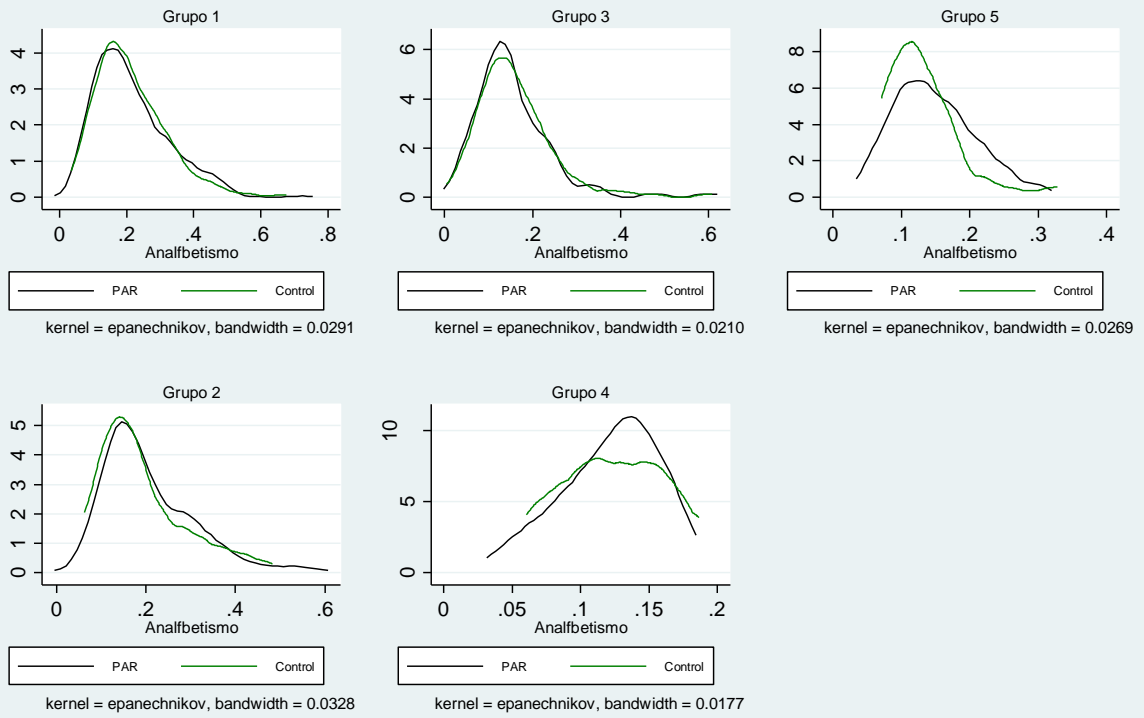 Grupo 1
0 1 2 3 4
0 .2 .4 .6 .8
Analfbetismo
PAR Control
kernel = epanechnikov, bandwidth = 0.0291
Grupo 3
0 2 4 6
0 .2 .4 .6
Analfbetismo
PAR Control
kernel = epanechnikov, bandwidth = 0.0210
Grupo 5
0 2 4 6 8
0 .1 .2 .3 .4
Analfbetismo
PAR Control
kernel = epanechnikov, bandwidth = 0.0269
Grupo 2
0 1 2 3 4 5
0 .2 .4 .6
Analfbetismo
PAR Control
kernel = epanechnikov, bandwidth = 0.0328
Grupo 4
0 5 10
0 .05 .1 .15 .2
Analfbetismo
PAR Control
kernel = epanechnikov, bandwidth = 0.0177